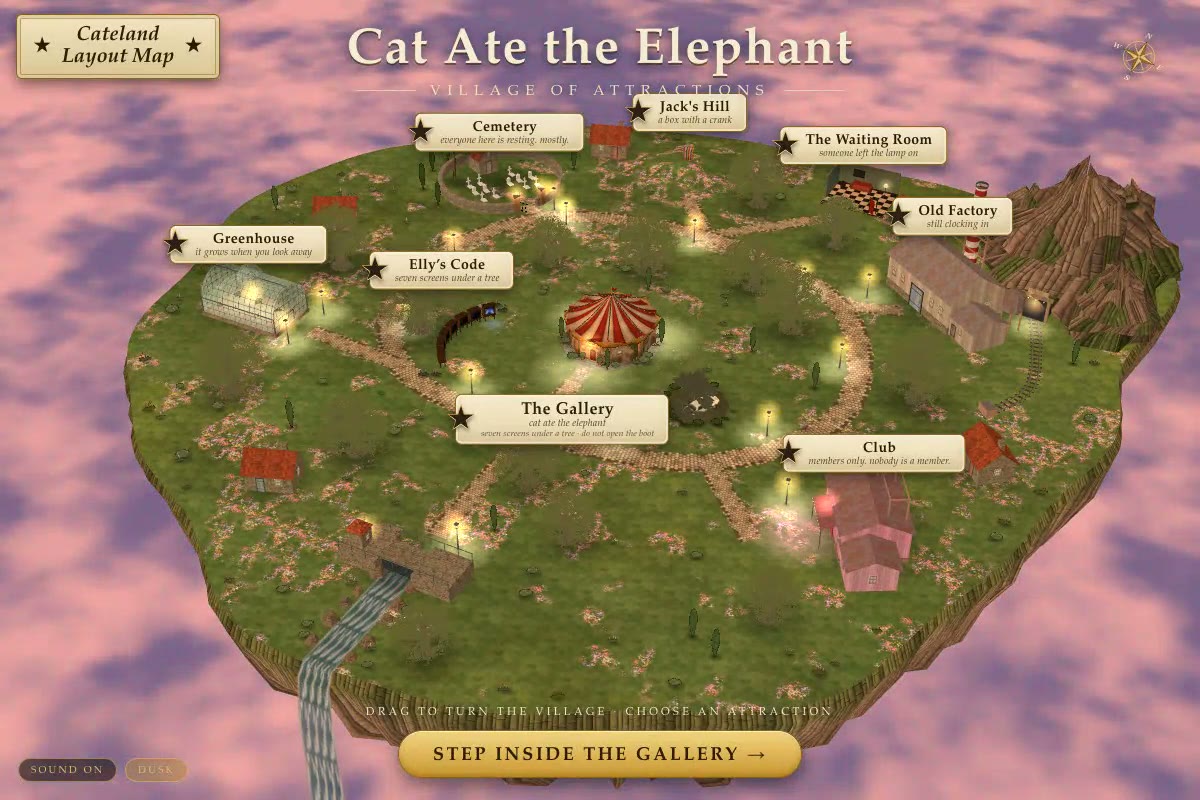 Cateland
Layout Map
Cat Ate the Elephant
VILLAGE OF ATTRACTIONS
N
W
S
Jack's Hill
a box with a crank
Cemetery
everyone here is resting. mostly.
The Waiting Room
someone left the lamp on
Old Factory
still clocking in
Greenhouse
it grows when you look away
Elly's Code
seven screens under a tree
The Gallery
cat ate the elephant
seven screens under a tree · do not open the boot
Club
members only. nobody is a member.
DRAG TO TURN THE VILLAGE · CHOOSE AN ATTRACTION
STEP INSIDE THE GALLERY →
SOUND ON
DUSK